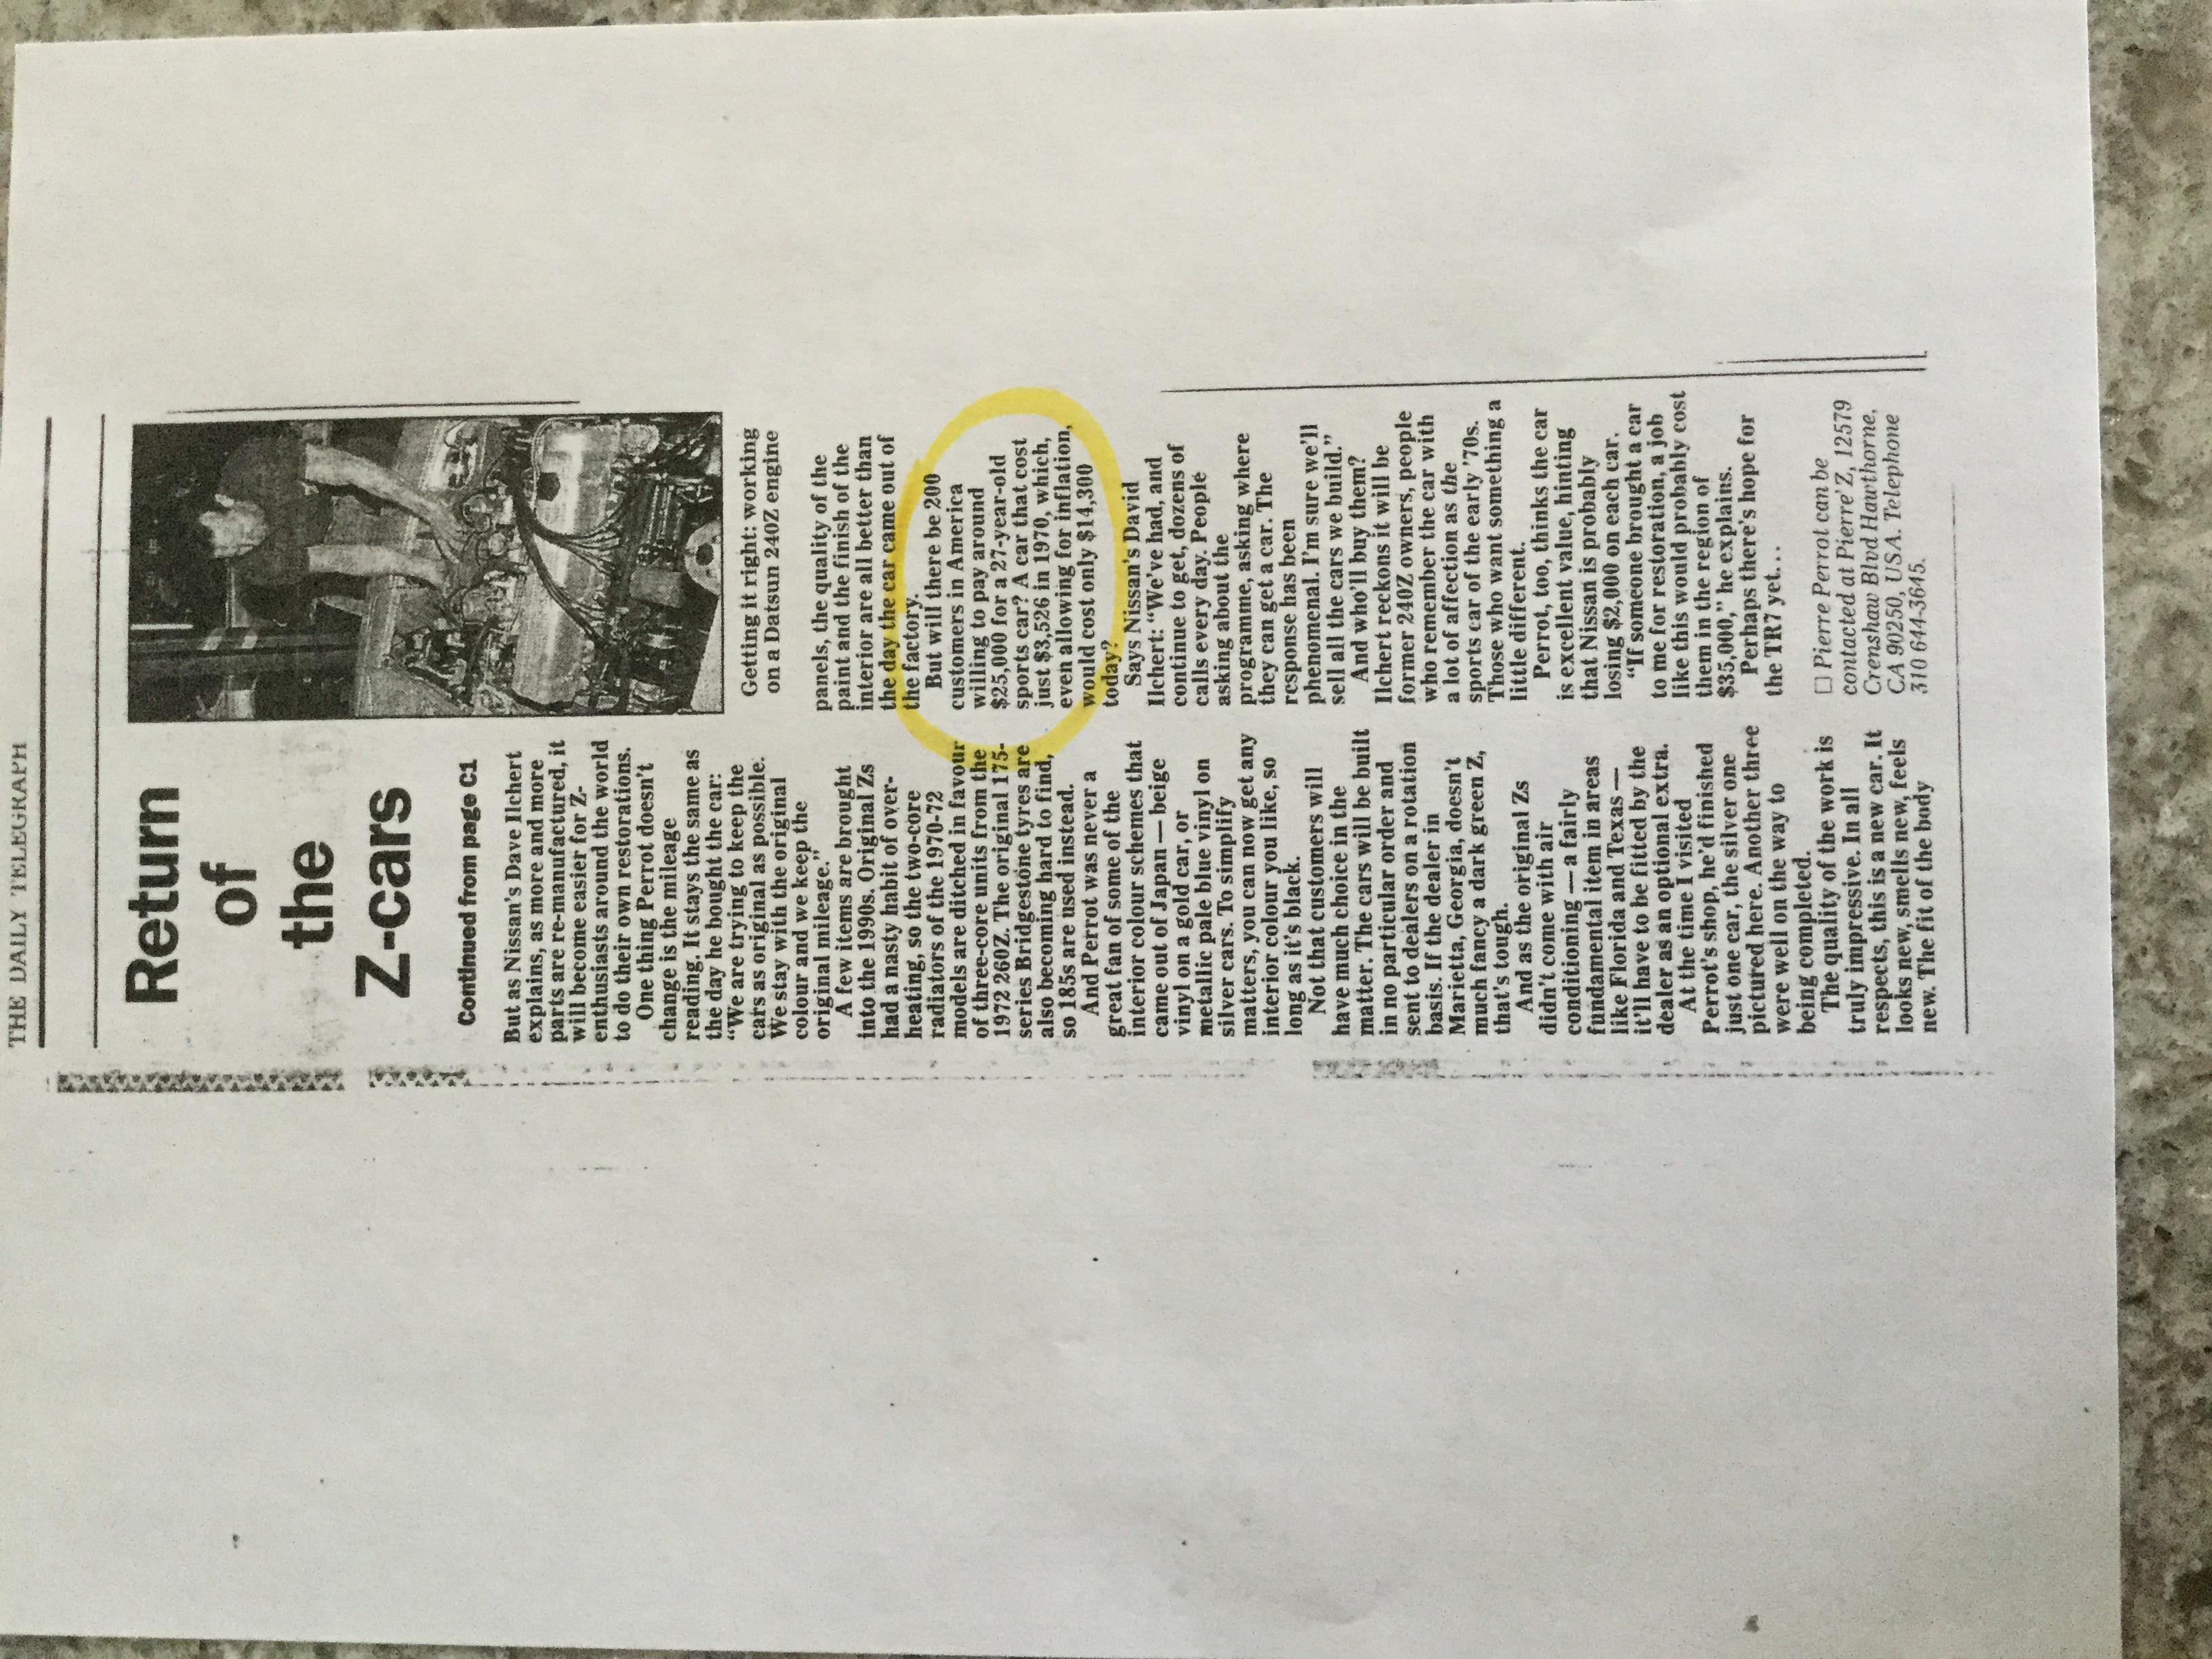 THE DAILY TELEGRAPH
Return
of
the
Z-cars
Continued from page C1
But as Nissan's Dave Ilchert
explains, as more and more
parts are re-manufactured, it
will become easier for Z-
enthusiasts around the world
to do their own restorations.
One thing Perrot doesn't
change is the mileage
reading. It stays the same as
the day he bought the car:
"We are trying to keep the
cars as original as possible.
We stay with the original
colour and we keep the
original mileage."
A few items are brought
into the 1990s. Original Zs
had a nasty habit of over-
heating, so the two-core
radiators of the 1970-72
models are ditched in favour
of three-core units from the
1972 260Z. The original 175-
series Bridgestone tyres are
also becoming hard to find,
so 185s are used instead.
And Perrot was never a
great fan of some of the
interior colour schemes that
came out of Japan — beige
vinyl on a gold car, or
metallic pale blue vinyl on
silver cars. To simplify
matters, you can now get any
interior colour you like, so
long as it's black.
Not that customers will
have much choice in the
matter. The cars will be built
in no particular order and
sent to dealers on a rotation
basis. If the dealer in
Marietta, Georgia, doesn't
much fancy a dark green Z,
that's tough.
And as the original Zs
didn't come with air
conditioning — a fairly
fundamental item in areas
like Florida and Texas —
it'll have to be fitted by the
dealer as an optional extra.
At the time I visited
Perrot's shop, he'd finished
just one car, the silver one
pictured here. Another three
were well on the way to
being completed.
The quality of the work is
truly impressive. In all
respects, this is a new car. It
looks new, smells new, feels
new. The fit of the body
Getting it right: working
on a Datsun 240Z engine
panels, the quality of the
paint and the finish of the
interior are all better than
the day the car came out of
the factory.
But will there be 200
customers in America
willing to pay around
$25,000 for a 27-year-old
sports car? A car that cost
just $3,526 in 1970, which,
even allowing for inflation,
would cost only $14,300
today?
Says Nissan's David
Ilchert: "We've had, and
continue to get, dozens of
calls every day. People
asking about the
programme, asking where
they can get a car. The
response has been
phenomenal. I'm sure we'll
sell all the cars we build."
And who'll buy them?
Ilchert reckons it will be
former 240Z owners, people
who remember the car with
a lot of affection as the
sports car of the early '70s.
Those who want something a
little different.
Perrot, too, thinks the car
is excellent value, hinting
that Nissan is probably
losing $2,000 on each car.
"If someone brought a car
to me for restoration, a job
like this would probably cost
them in the region of
$35,000," he explains.
Perhaps there's hope for
the TR7 yet...
□ Pierre Perrot can be
contacted at Pierre'Z, 12579
Crenshaw Blvd Hawthorne,
CA 90250, USA. Telephone
310 644-3645.